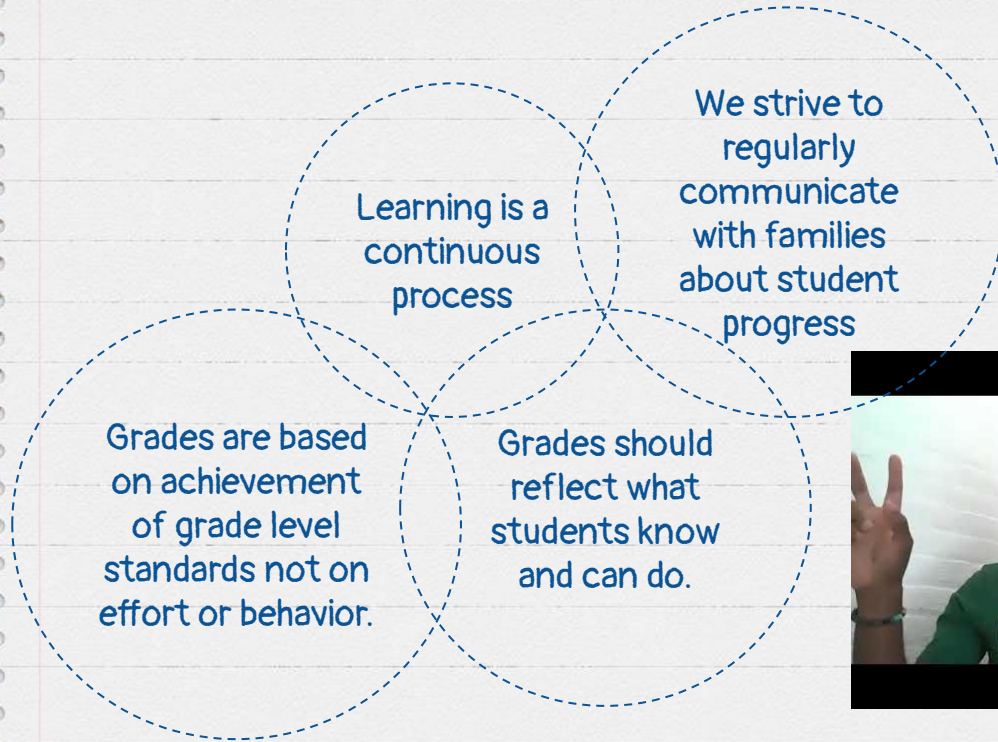 We strive to
regularly
communicate
with families
about student
progress
Learning is a
continuous
process
Grades are based
on achievement
of grade level
standards not on
effort or behavior.
Grades should
reflect what
students know
and can do.